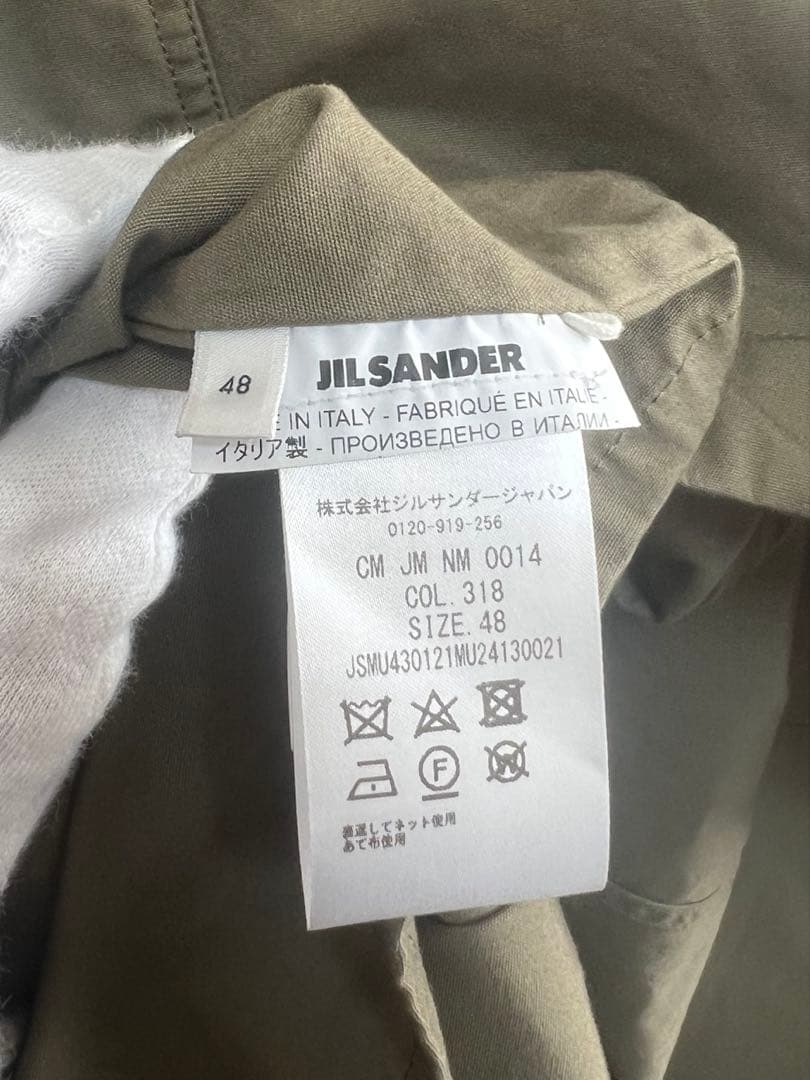 48
JIL SANDER
IN ITALY - FABRIQUÉ EN ITALIE -
イタリア製 - ПРОИЗВЕДЕНО В ИТАЛИИ -
株式会社ジルサンダージャパン
0120-919-256
CM JM NM 0014
COL. 318
SIZE. 48
JSMU430121MU24130021
F
W
裏返してネット使用
あて布使用